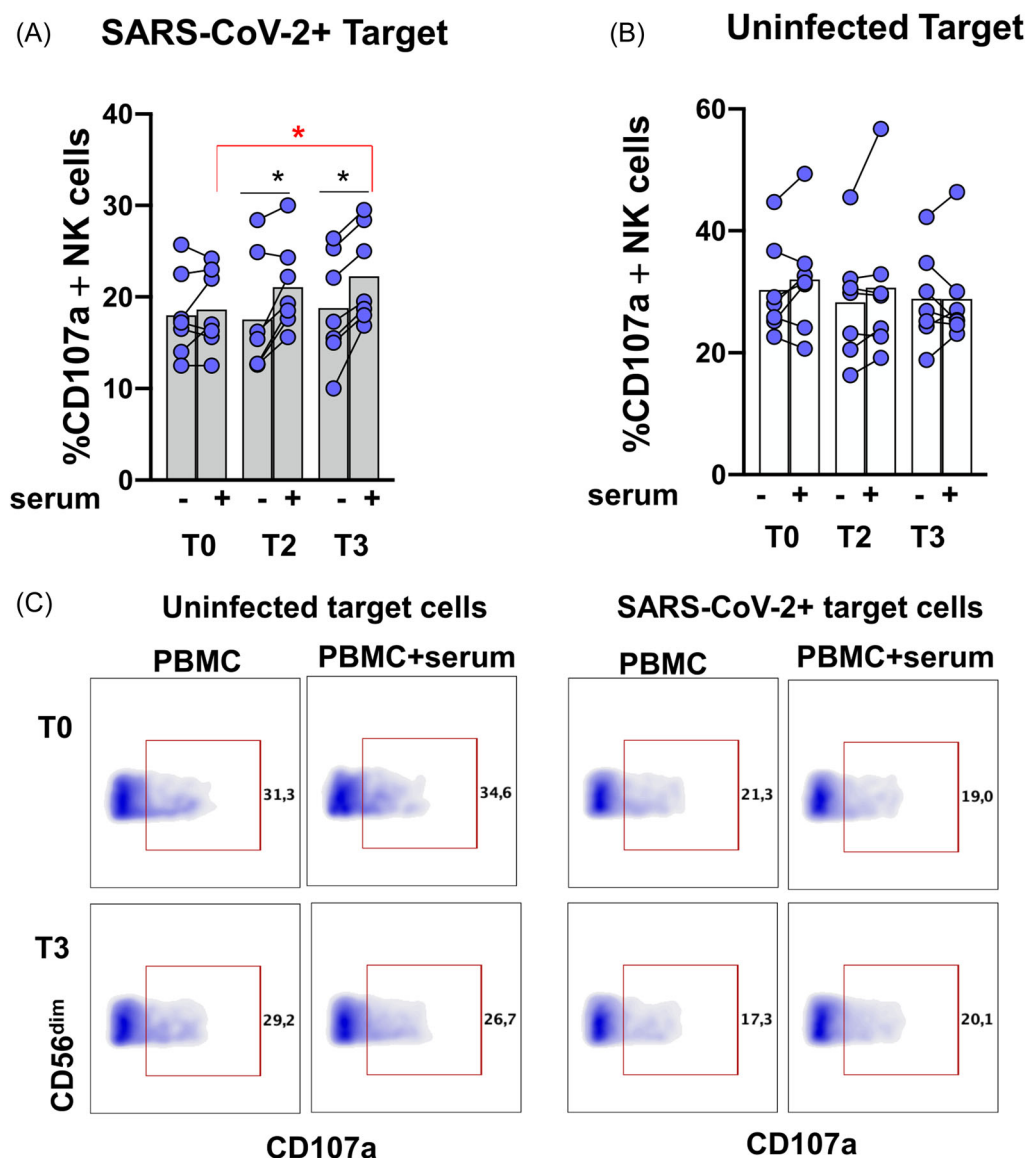 (A) SARS-CoV-2+ Target
%CD107a + NK cells
40
30
20
10
0
*
* *
serum - + - + - +
T0 T2 T3
(B) Uninfected Target
%CD107a + NK cells
60
40
20
0
serum - + - + - +
T0 T2 T3
(C) Uninfected target cells SARS-CoV-2+ target cells
PBMC PBMC+serum PBMC PBMC+serum
T0
31,3 34,6 21,3 19,0
T3
29,2 26,7 17,3 20,1
CD56dim
CD107a CD107a